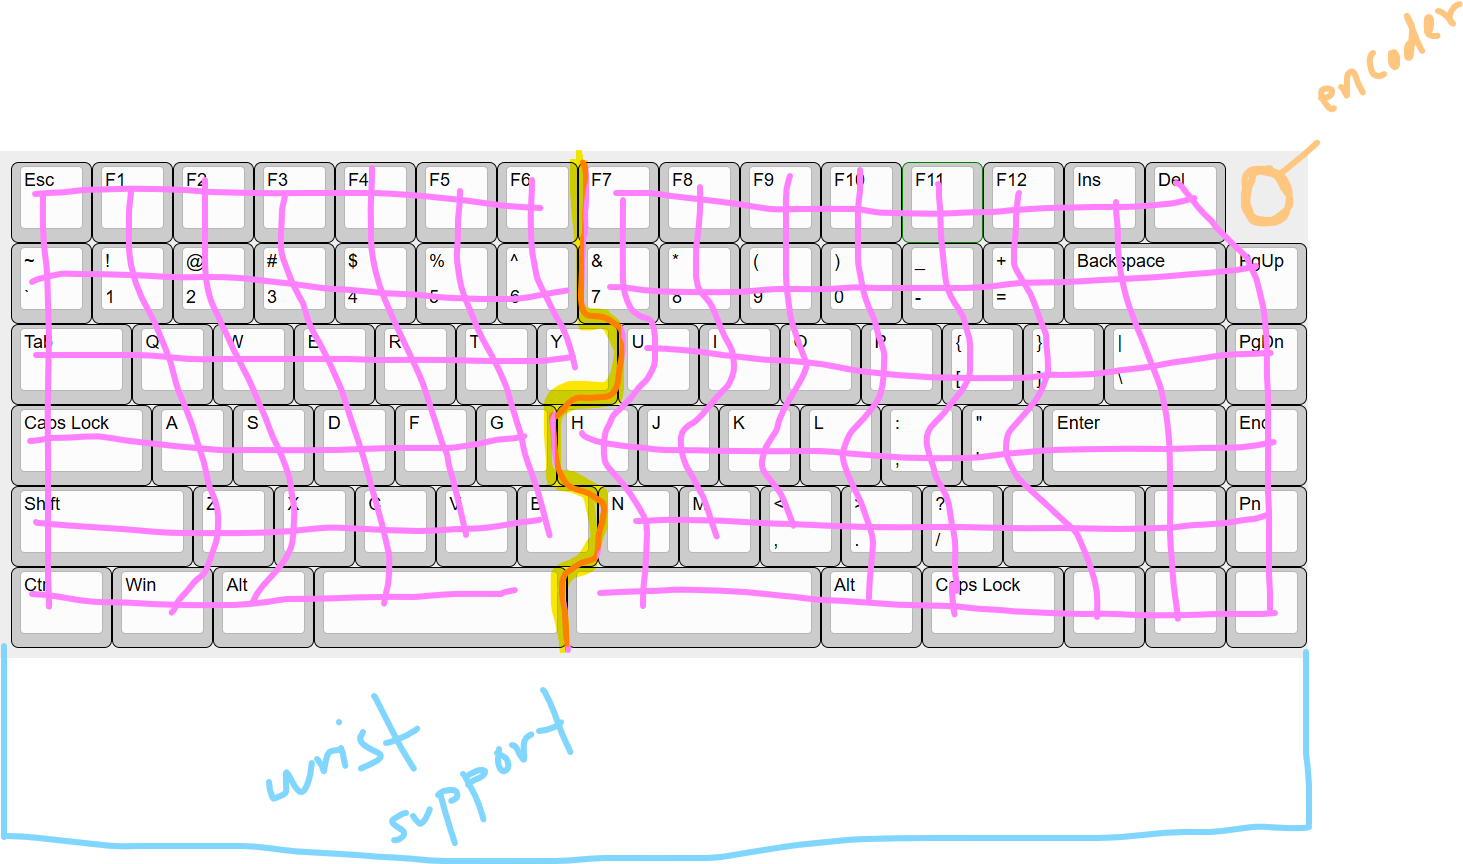 encoder
Esc F1 F2 F3 F4 F5 F6 F7 F8 F9 F10 F11 F12 Ins Del
~ ! @ # $ % ^ & * ( ) _ + Backspace PgUp
` 1 2 3 4 5 6 7 8 9 0 - =
Tab Q W E R T Y U I O P { } | PgDn
[ ] \
Caps Lock A S D F G H J K L : " Enter End
; '
Shift Z X C V B N M < > ? Pn
, . /
Ctrl Win Alt Alt Caps Lock
wrist
support